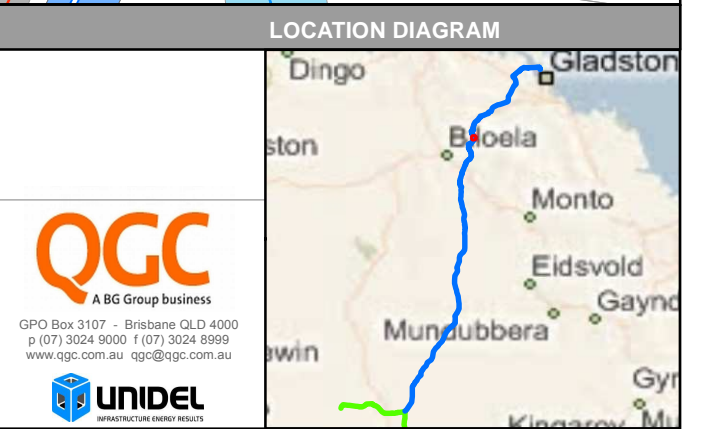 LOCATION DIAGRAM
Dingo
Gladston
ston
Biloela
Monto
Eidsvold
Gaynd
Mundubbera
ewin
Gyr
Kingaroy
Mu
QGC
A BG Group business
GPO Box 3107 - Brisbane QLD 4000
p (07) 3024 9000 f (07) 3024 8999
www.qgc.com.au qgc@qgc.com.au
UNIDEL
INFRASTRUCTURE ENERGY RESULTS